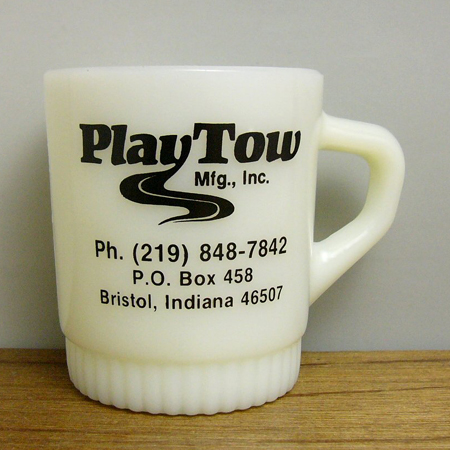 PlayTow
Mfg., Inc.
Ph. (219) 848-7842
P.O. Box 458
Bristol, Indiana 46507